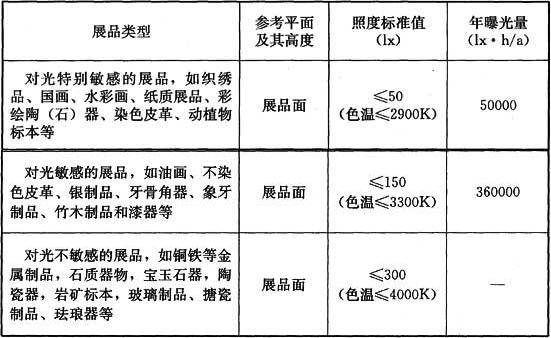 展品类型
参考平面
及其高度
照度标准值
（lx）
年曝光量
（lx·h/a）
对光特别敏感的展品，如织绣
品、国画、水彩画、纸质展品、彩
绘陶（石）器、染色皮革、动植物
标本等
展品面
≤50
（色温≤2900K）
50000
对光敏感的展品，如油画、不染
色皮革、银制品、牙骨角器、象牙
制品、竹木制品和漆器等
展品面
≤150
（色温≤3300K）
360000
对光不敏感的展品，如铜铁等金
属制品，石质器物，宝玉石器，陶
瓷器，岩矿标本，玻璃制品、搪瓷
制品、珐琅器等
展品面
≤300
（色温≤4000K）
—